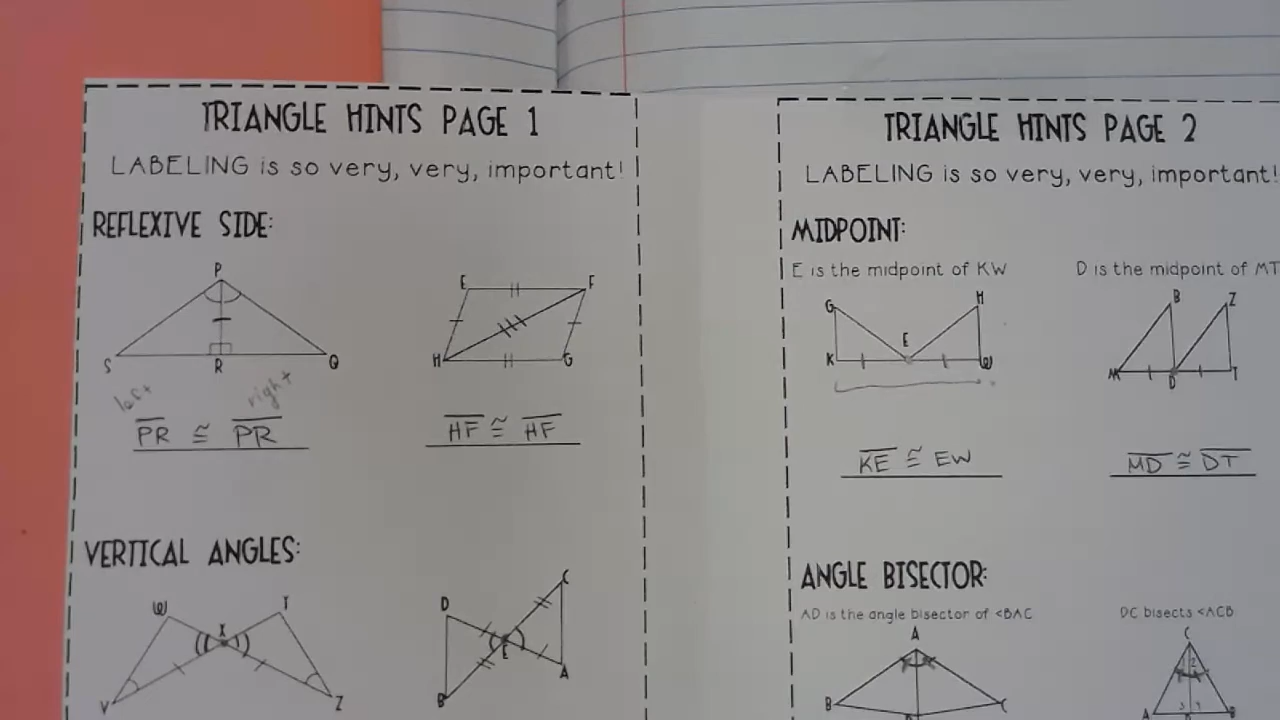 TRIANGLE HINTS PAGE 1
LABELING is so very, very, important!
REFLEXIVE SIDE:
P
S R Q
E F
H G
left right
PR ≅ PR
HF ≅ HF
VERTICAL ANGLES:
W T
X
V Z
C
D
E
A
B
TRIANGLE HINTS PAGE 2
LABELING is so very, very, important!
MIDPOINT:
E is the midpoint of KW
D is the midpoint of MT
G H
E
K W
B Z
M D T
KE ≅ EW
MD ≅ DT
ANGLE BISECTOR:
AD is the angle bisector of <BAC
DC bisects <ACB
A
B C
C
2
3
A B